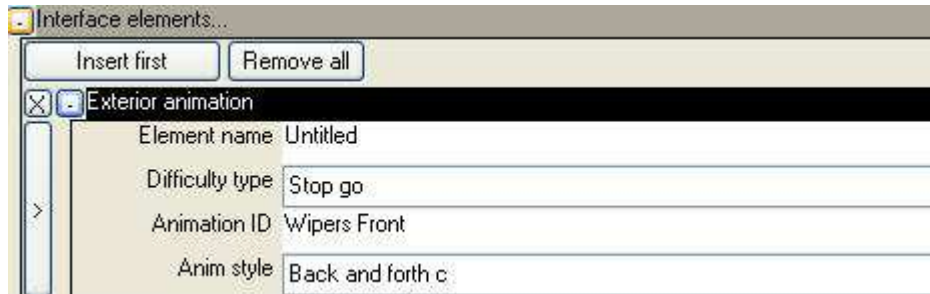 Interface elements...
Insert first Remove all
Exterior animation
Element name Untitled
Difficulty type Stop go
Animation ID Wipers Front
Anim style Back and forth c